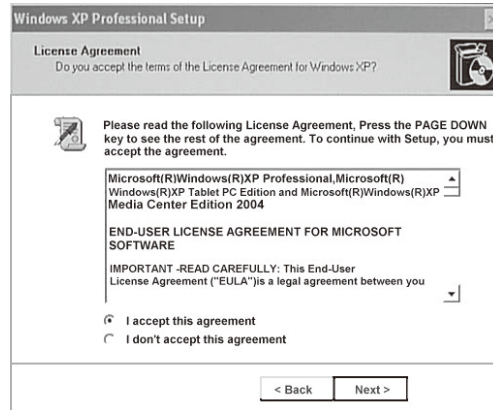 Windows XP Professional Setup
License Agreement
Do you accept the terms of the License Agreement for Windows XP?
Please read the following License Agreement, Press the PAGE DOWN
key to see the rest of the agreement. To continue with Setup, you must
accept the agreement.
Microsoft(R)Windows(R)XP Professional,Microsoft(R)
Windows(R)XP Tablet PC Edition and Microsoft(R)Windows(R)XP
Media Center Edition 2004
END-USER LICENSE AGREEMENT FOR MICROSOFT
SOFTWARE
IMPORTANT -READ CAREFULLY: This End-User
License Agreement ("EULA")is a legal agreement between you
I accept this agreement
I don't accept this agreement
< Back Next >